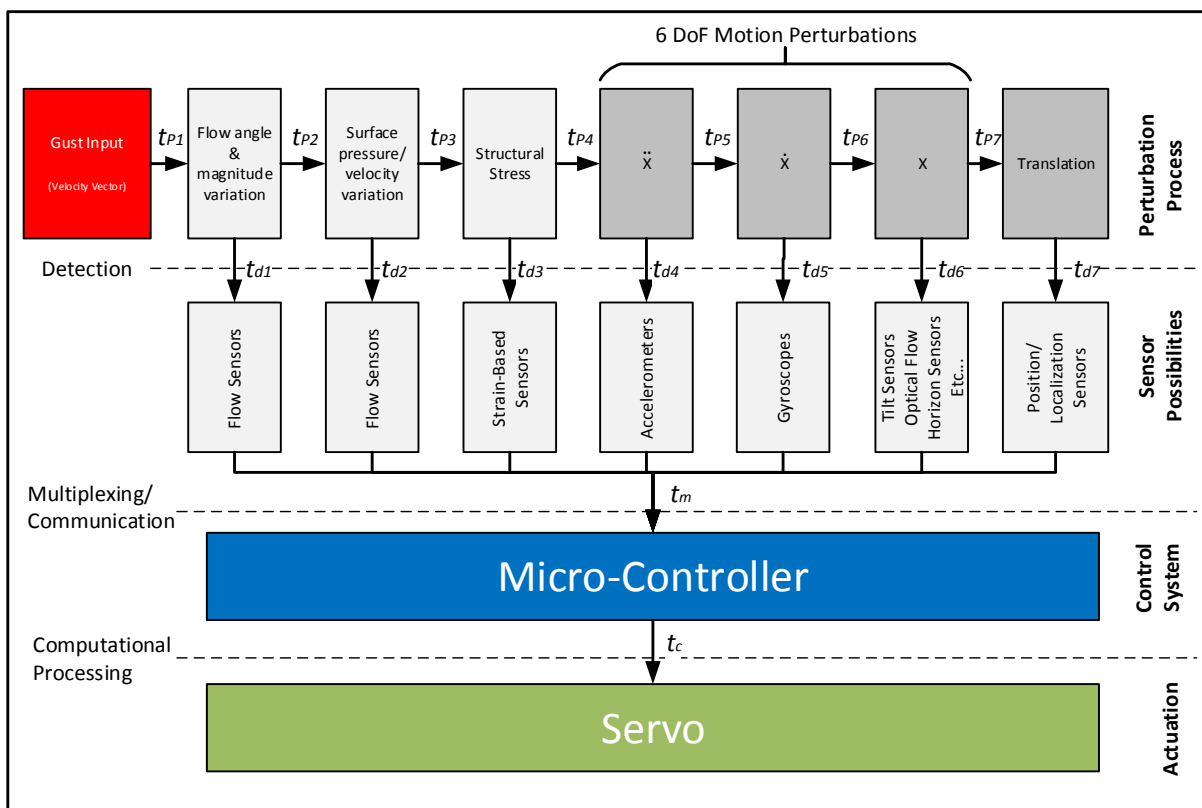 6 DoF Motion Perturbations
Gust Input
(Velocity Vector)
tP1
Flow angle
&
magnitude
variation
tP2
Surface
pressure/
velocity
variation
tP3
Structural
Stress
tP4
ẍ
tP5
ẋ
tP6
x
tP7
Translation
Perturbation
Process
Detection
td1
td2
td3
td4
td5
td6
td7
Flow Sensors
Flow Sensors
Strain-Based
Sensors
Accelerometers
Gyroscopes
Tilt Sensors
Optical Flow
Horizon Sensors
Etc...
Position/
Localization
Sensors
Sensor
Possibilities
Multiplexing/
Communication
tm
Micro-Controller
Control
System
Computational
Processing
tc
Servo
Actuation